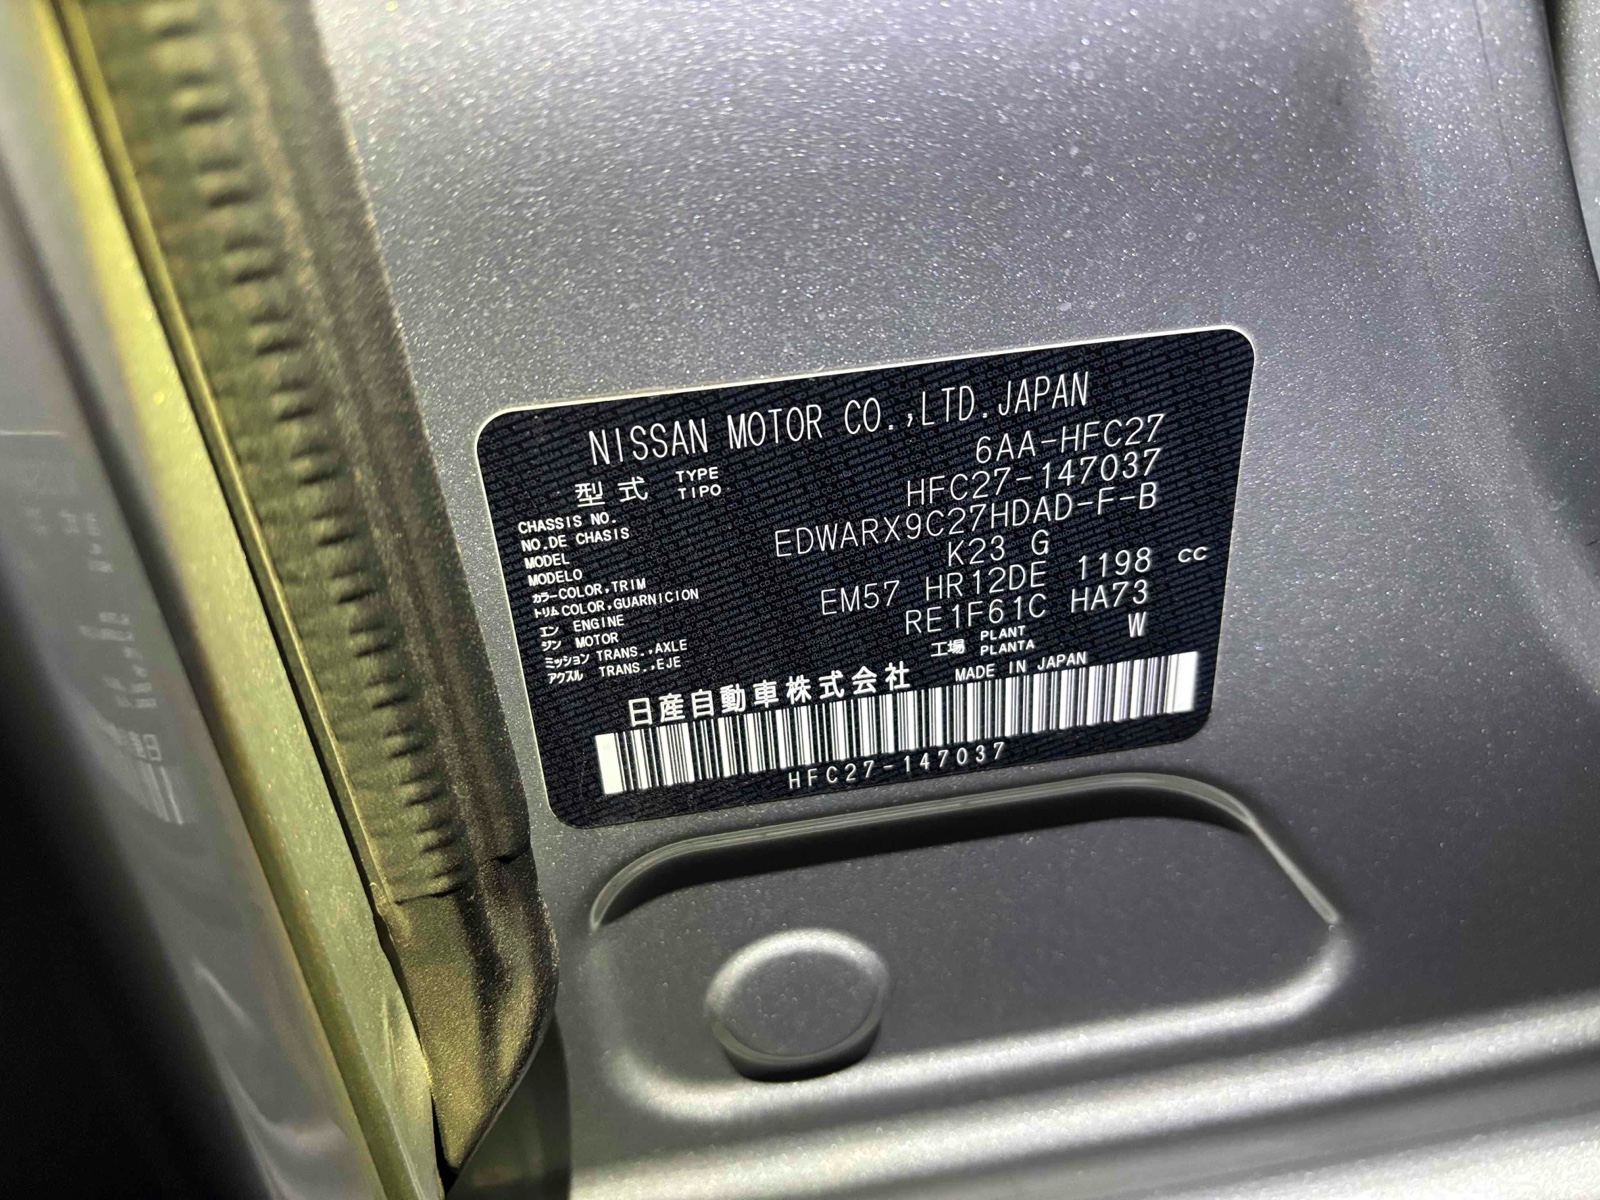 NISSAN MOTOR CO.,LTD.JAPAN
型式 TYPE TIPO 6AA-HFC27
CHASSIS NO. NO.DE CHASIS HFC27-147037
MODEL MODELO EDWARX9C27HDAD-F-B
カラー COLOR,TRIM トリム COLOR,GUARNICION K23 G
エンジン ENGINE MOTOR EM57 HR12DE 1198 cc
ミッション TRANS.,AXLE アクスル TRANS.,EJE RE1F61C HA73
工場 PLANT PLANTA W
日産自動車株式会社 MADE IN JAPAN
HFC27-147037